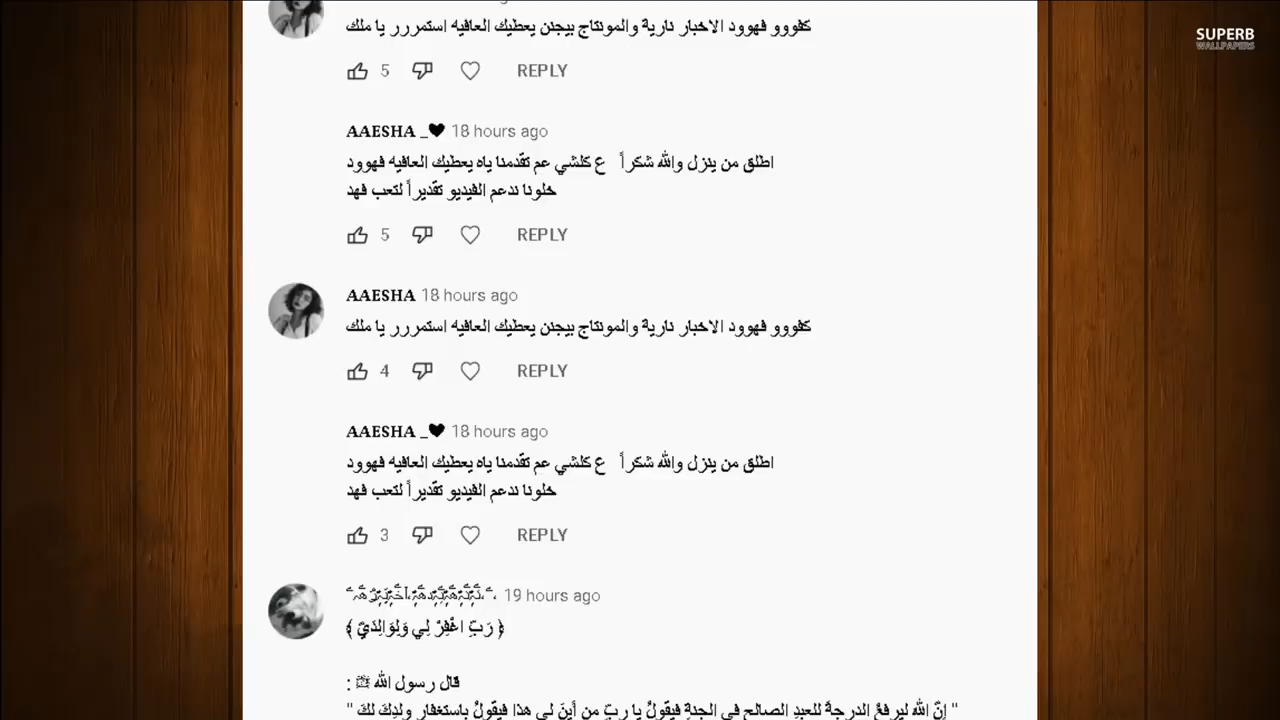 SUPERB
WALLPAPERS
كفووو فهوود الاخبار نارية والمونتاج بيجنن يعطيك العافيه استمررر يا ملك
5 REPLY
AAESHA _🖤 18 hours ago
اطلق من ينزل والله شكراً ع كلشي عم تقدمنا ياه يعطيك العافيه فهوود
خلونا ندعم الفيديو تقديراً لتعب فهد
5 REPLY
AAESHA 18 hours ago
كفووو فهوود الاخبار نارية والمونتاج بيجنن يعطيك العافيه استمررر يا ملك
4 REPLY
AAESHA _🖤 18 hours ago
اطلق من ينزل والله شكراً ع كلشي عم تقدمنا ياه يعطيك العافيه فهوود
خلونا ندعم الفيديو تقديراً لتعب فهد
3 REPLY
19 hours ago
﴿ رَبِّ اغْفِرْ لِي وَلِوَالِدَيَّ ﴾
قال رسول الله ﷺ :
" إنَّ اللهَ ليرفعُ الدرجةَ للعبدِ الصالحِ في الجنةِ فيقولُ يا ربِّ من أينَ لي هذا فيقولُ باستغفارِ ولدِكَ لكَ "